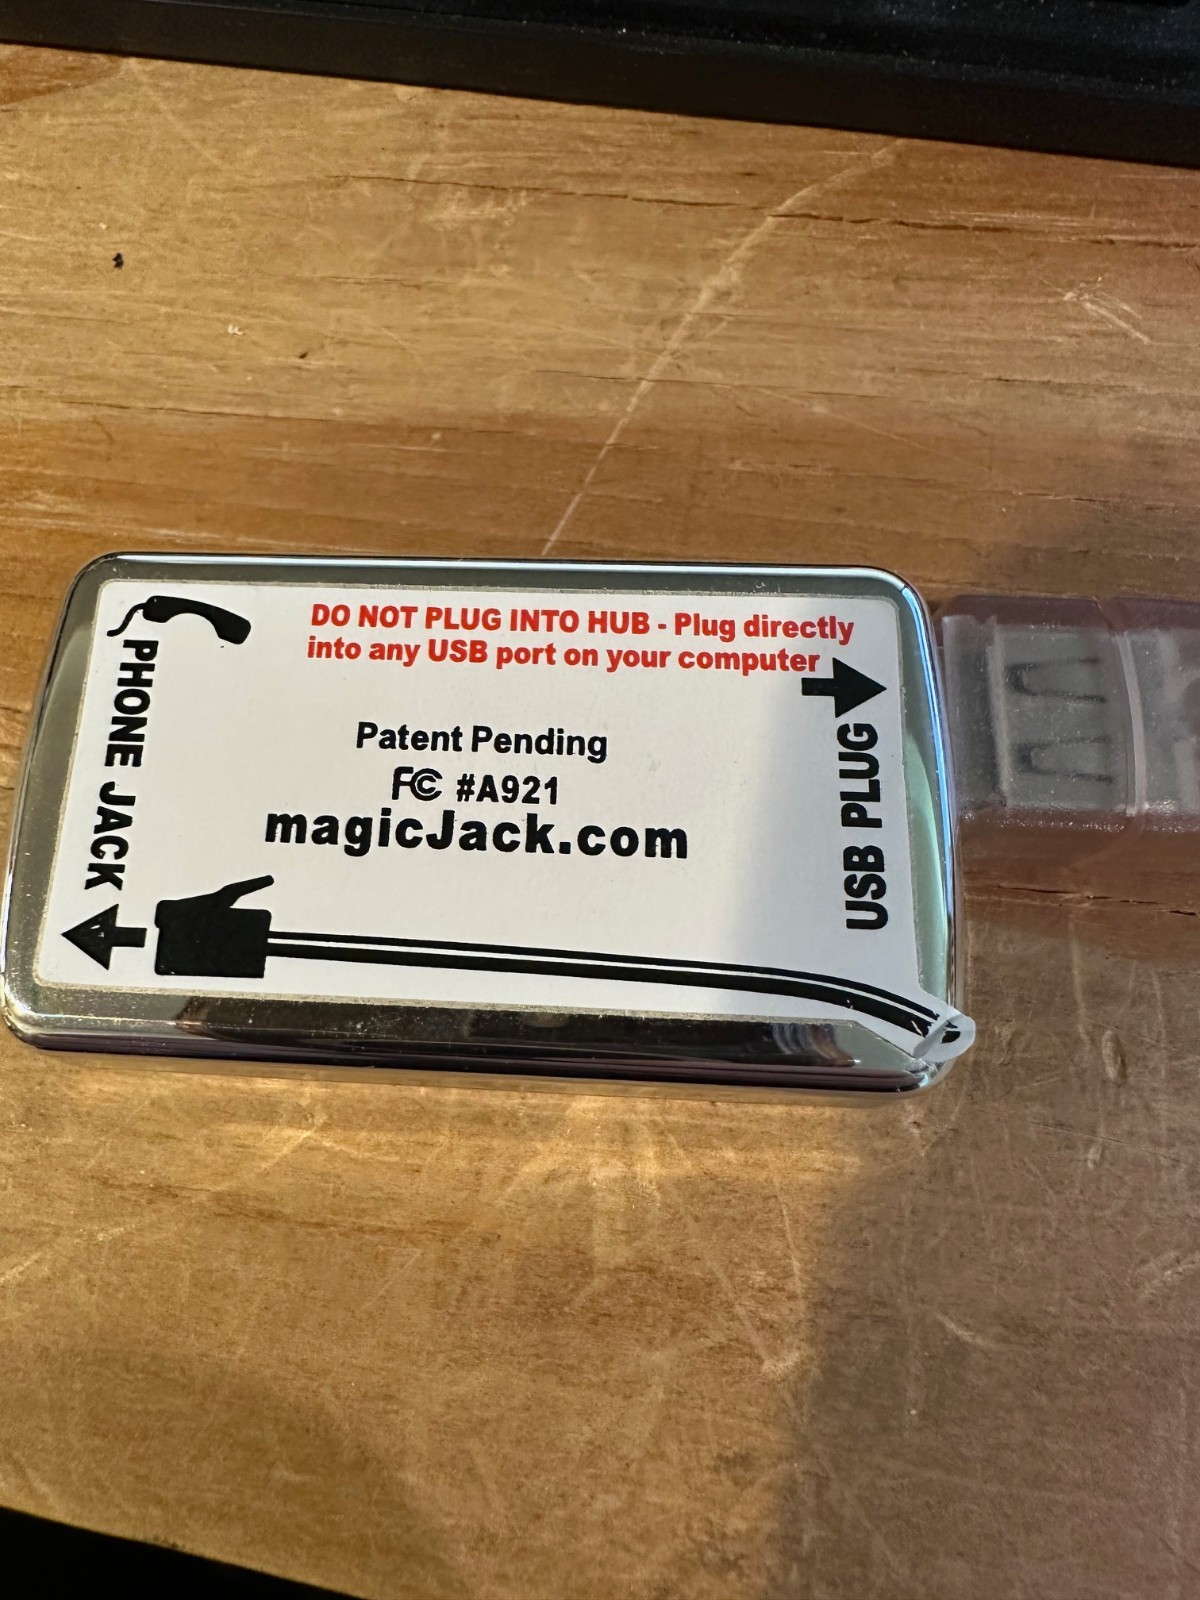 DO NOT PLUG INTO HUB - Plug directly
into any USB port on your computer
PHONE JACK
Patent Pending
FC #A921
magicJack.com
USB PLUG